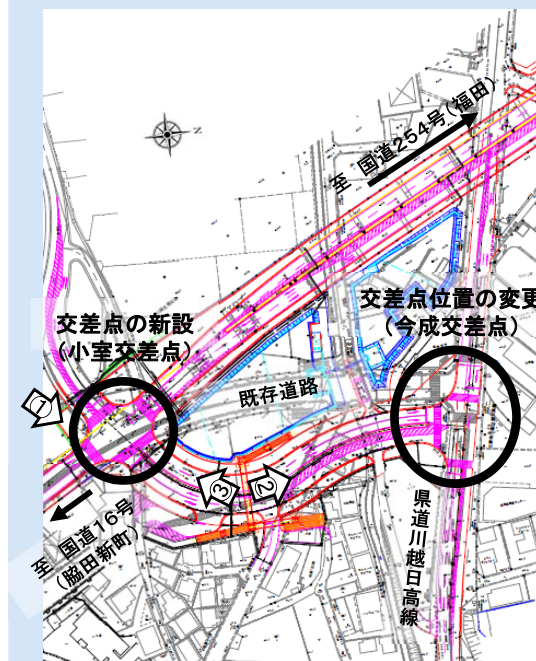 至 国道254号(福田)
N
交差点位置の変更
(今成交差点)
交差点の新設
(小室交差点)
既存道路
①
③
②
至 国道16号
(脇田新町)
県道川越日高線